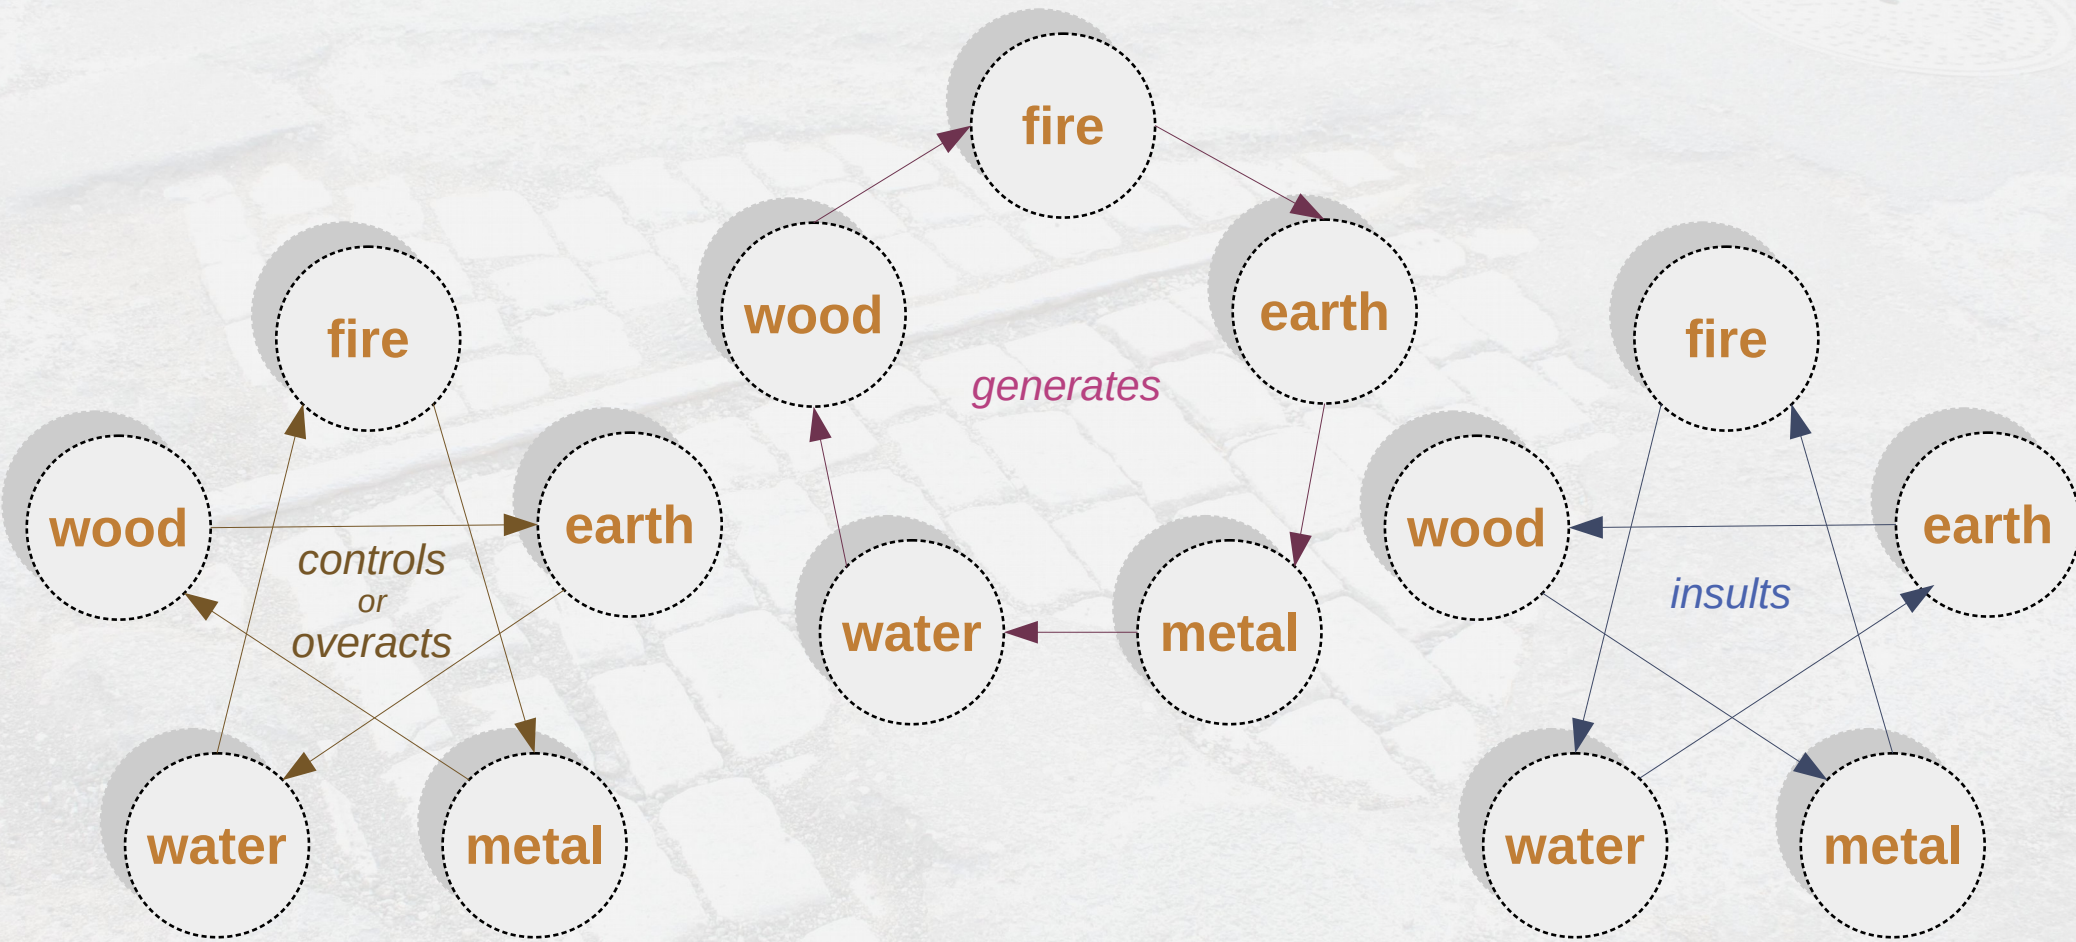 fire
wood
earth
controls
or
overacts
water
metal
fire
wood
earth
generates
water
metal
fire
wood
earth
insults
water
metal